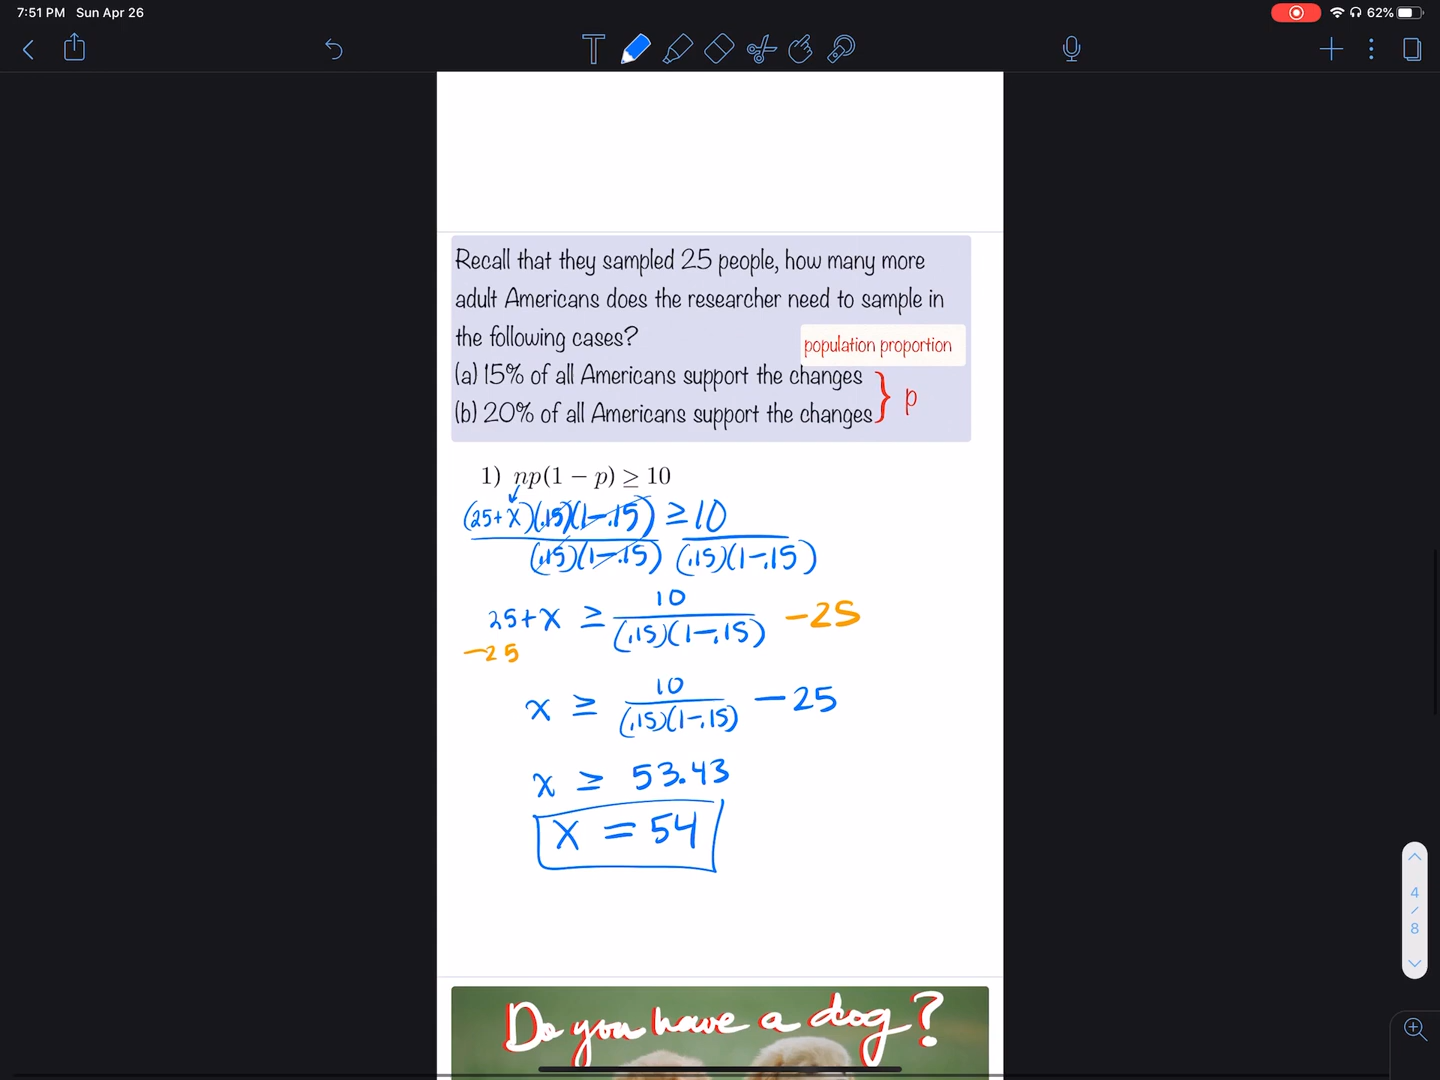 7:51 PM Sun Apr 26
62%
T
Recall that they sampled 25 people, how many more
adult Americans does the researcher need to sample in
the following cases?
population proportion
(a) 15% of all Americans support the changes
(b) 20% of all Americans support the changes
} p
1) np(1 − p) ≥ 10
(25+x)(.15)(1-.15) ≥ 10
(.15)(1-.15) (.15)(1-.15)
25+x ≥ 10/(.15)(1-.15) -25
-25
x ≥ 10/(.15)(1-.15) -25
x ≥ 53.43
x = 54
4
/
8
Do you have a dog?